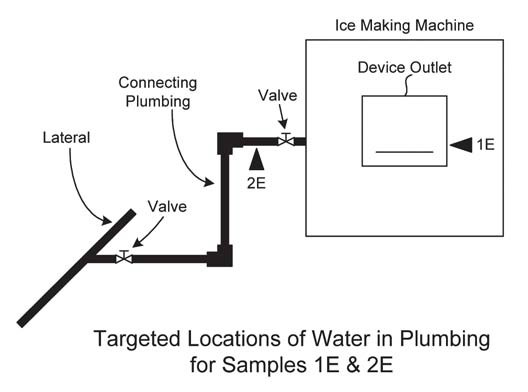 Ice Making Machine
Device Outlet
Connecting
Plumbing
Valve
Lateral
1E
2E
Valve
Targeted Locations of Water in Plumbing
for Samples 1E & 2E